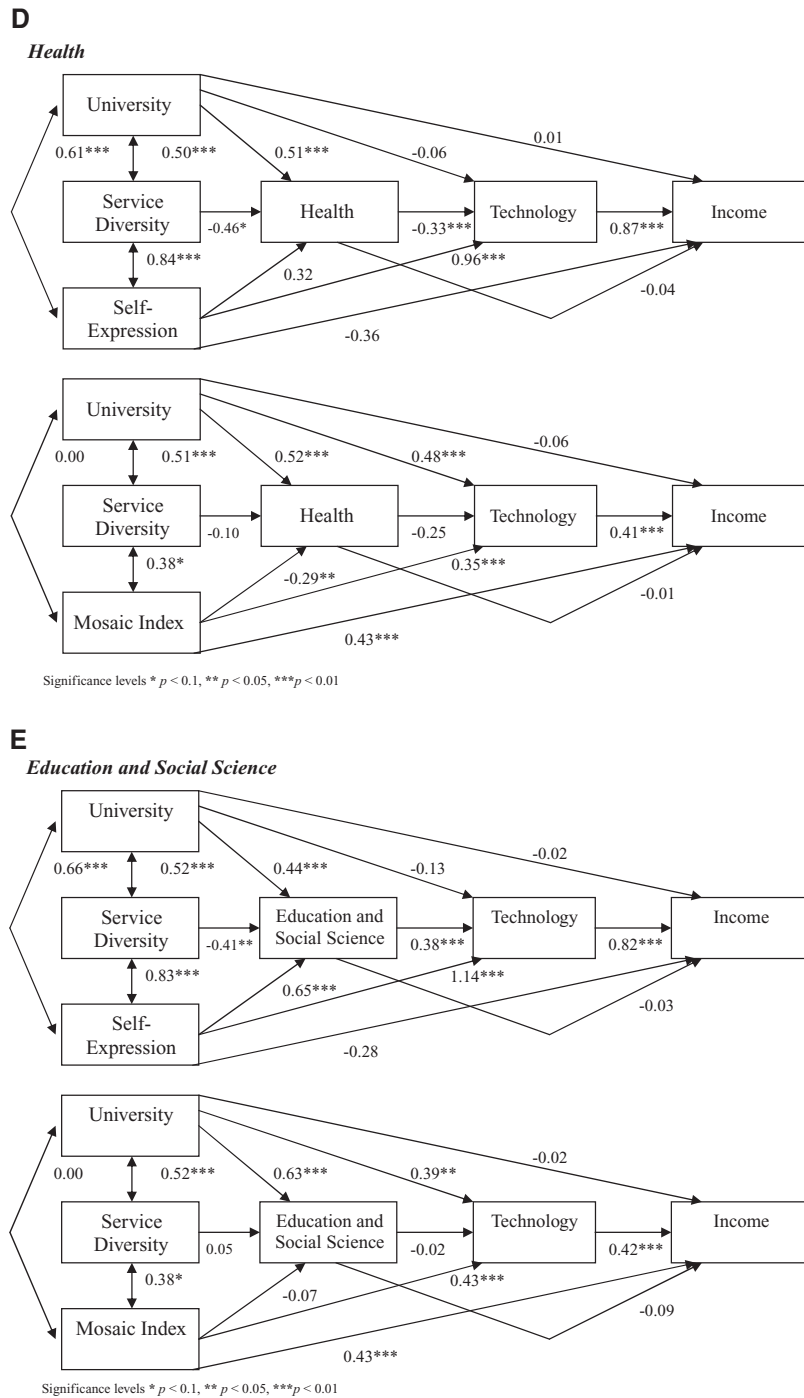 D
Health
University
0.01
0.61***
0.50***
0.51***
-0.06
Service
Diversity
Health
Technology
Income
-0.46*
-0.33***
0.87***
0.84***
0.32
0.96***
-0.04
Self-
Expression
-0.36
University
-0.06
0.00
0.51***
0.52***
0.48***
Service
Diversity
Health
Technology
Income
-0.10
-0.25
0.41***
0.38*
-0.29**
0.35***
-0.01
Mosaic Index
0.43***
Significance levels * p < 0.1, ** p < 0.05, ***p < 0.01
E
Education and Social Science
University
-0.02
0.66***
0.52***
0.44***
-0.13
Service
Diversity
Education and
Social Science
Technology
Income
-0.41**
0.38***
0.82***
0.83***
0.65***
1.14***
-0.03
Self-
Expression
-0.28
University
-0.02
0.00
0.52***
0.63***
0.39**
Service
Diversity
Education and
Social Science
Technology
Income
0.05
-0.02
0.42***
0.38*
-0.07
0.43***
-0.09
Mosaic Index
0.43***
Significance levels * p < 0.1, ** p < 0.05, ***p < 0.01